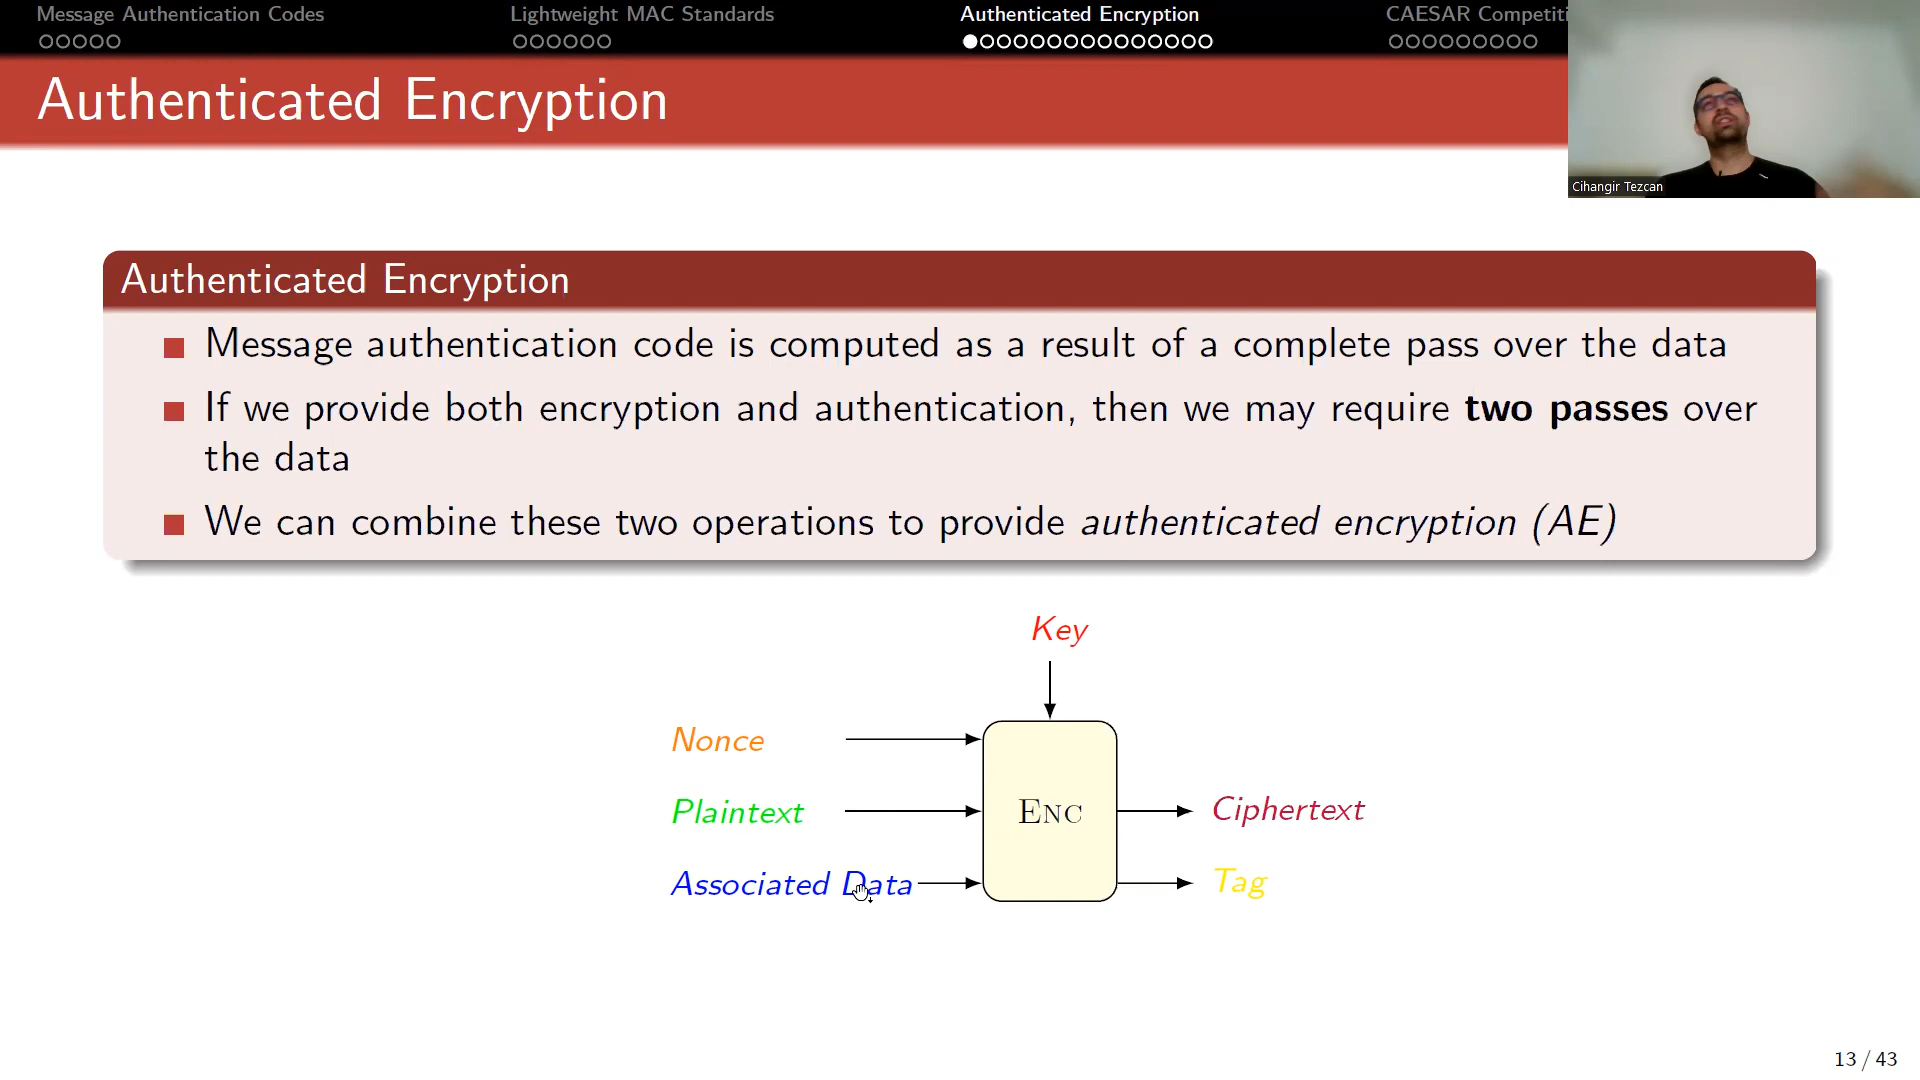 Message Authentication Codes
Lightweight MAC Standards
Authenticated Encryption
CAESAR Competiti
Authenticated Encryption
Cihangir Tezcan
Authenticated Encryption
Message authentication code is computed as a result of a complete pass over the data
If we provide both encryption and authentication, then we may require two passes over
the data
We can combine these two operations to provide authenticated encryption (AE)
Key
Nonce
Plaintext
Enc
Ciphertext
Associated Data
Tag
13 / 43